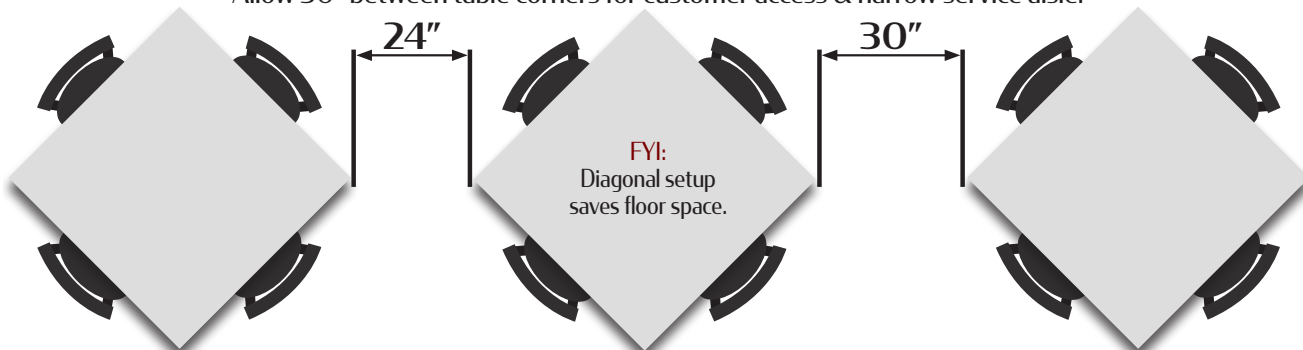 Allow 30" between table corners for customer access & narrow service aisle.
24"
30"
FYI:
Diagonal setup
saves floor space.